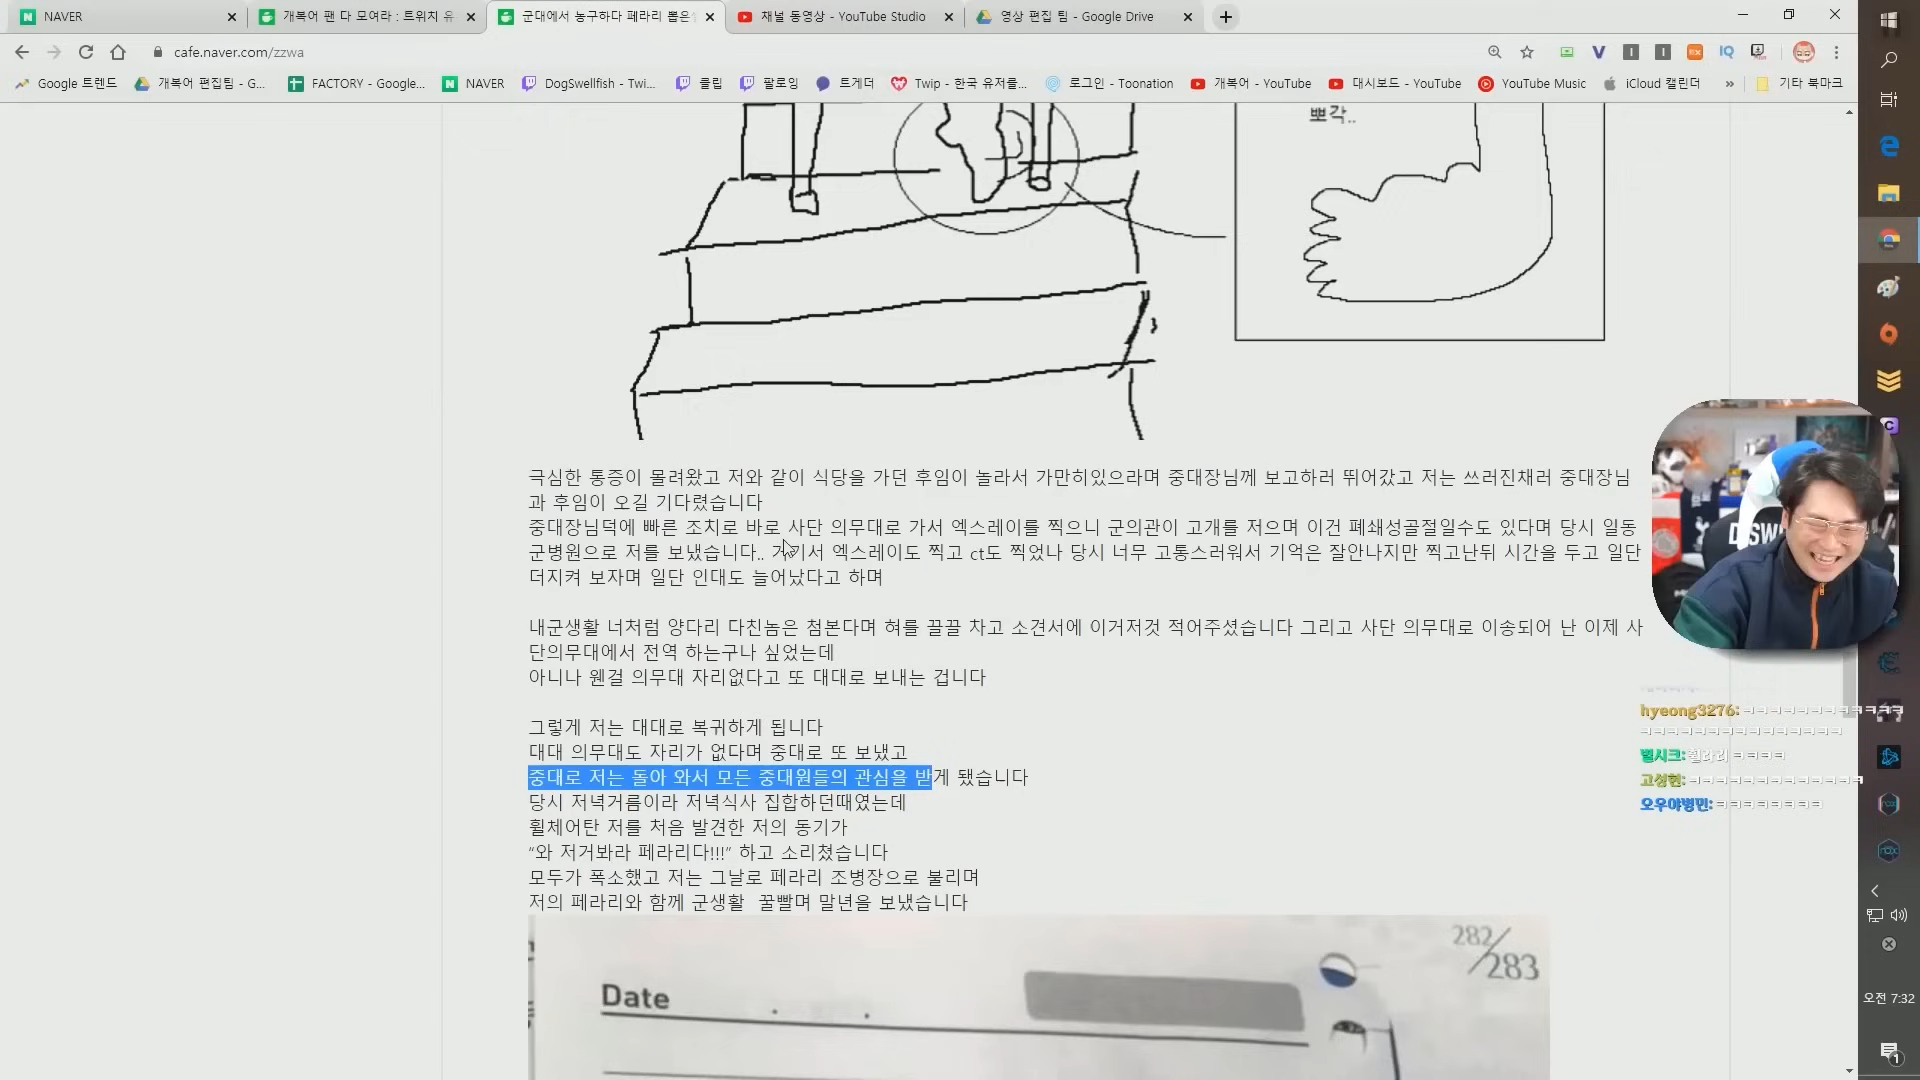 NAVER
개복어 팬 다 모여라 : 트위치 유
군대에서 농구하다 페라리 뽑은
채널 동영상 - YouTube Studio
영상 편집 팀 - Google Drive
cafe.naver.com/zzwa
Google 트렌드
개복어 편집팀 - G...
FACTORY - Google...
NAVER
DogSwellfish - Twi...
클립
팔로잉
트게더
Twip - 한국 유저를...
로그인 - Toonation
개복어 - YouTube
대시보드 - YouTube
YouTube Music
iCloud 캘린더
»
기타 북마크
뽀각..
극심한 통증이 몰려왔고 저와 같이 식당을 가던 후임이 놀라서 가만히있으라며 중대장님께 보고하러 뛰어갔고 저는 쓰러진채러 중대장님
과 후임이 오길 기다렸습니다
중대장님덕에 빠른 조치로 바로 사단 의무대로 가서 엑스레이를 찍으니 군의관이 고개를 저으며 이건 폐쇄성골절일수도 있다며 당시 일동
군병원으로 저를 보냈습니다.. 기서 엑스레이도 찍고 ct도 찍었나 당시 너무 고통스러워서 기억은 잘안나지만 찍고난뒤 시간을 두고 일단
더지켜 보자며 일단 인대도 늘어났다고 하며
내군생활 너처럼 양다리 다친놈은 첨본다며 혀를 끌끌 차고 소견서에 이거저것 적어주셨습니다 그리고 사단 의무대로 이송되어 난 이제 사
단의무대에서 전역 하는구나 싶었는데
아니나 웬걸 의무대 자리없다고 또 대대로 보내는 겁니다
그렇게 저는 대대로 복귀하게 됩니다
대대 의무대도 자리가 없다며 중대로 또 보냈고
중대로 저는 돌아 와서 모든 중대원들의 관심을 받게 됐습니다
당시 저녁거름이라 저녁식사 집합하던때였는데
휠체어탄 저를 처음 발견한 저의 동기가
“와 저거봐라 페라리다!!!” 하고 소리쳤습니다
모두가 폭소했고 저는 그날로 페라리 조병장으로 불리며
저의 페라리와 함께 군생활 꿀빨며 말년을 보냈습니다
282/283
Date
hyeong3276: ㅋㅋㅋㅋㅋㅋㅋㅋㅋㅋㅋㅋ
ㅋㅋㅋㅋㅋㅋㅋㅋㅋㅋㅋㅋㅋㅋㅋ
벨시크: 휠라리 ㅋㅋㅋㅋ
고성현: ㅋㅋㅋㅋㅋㅋㅋㅋㅋㅋㅋㅋㅋ
오우야병민: ㅋㅋㅋㅋㅋㅋㅋㅋ
오전 7:32
1